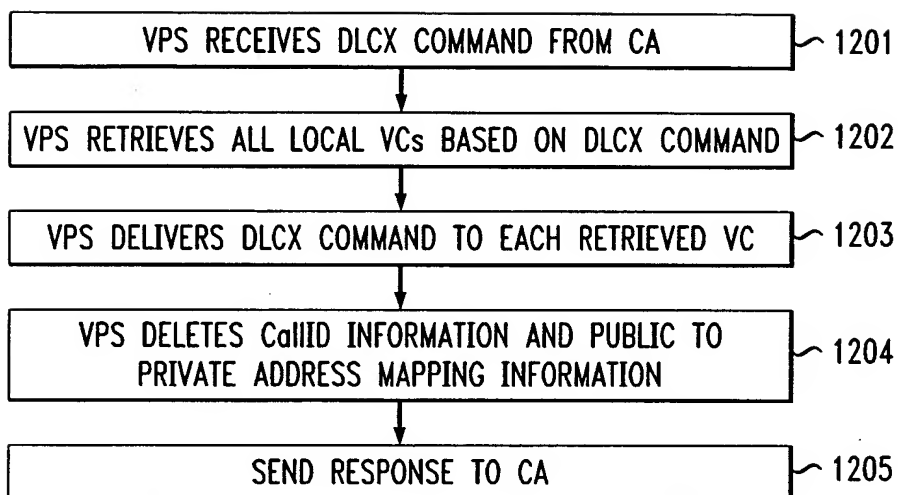 VPS RECEIVES DLCX COMMAND FROM CA 1201
VPS RETRIEVES ALL LOCAL VCs BASED ON DLCX COMMAND 1202
VPS DELIVERS DLCX COMMAND TO EACH RETRIEVED VC 1203
VPS DELETES CallID INFORMATION AND PUBLIC TO
PRIVATE ADDRESS MAPPING INFORMATION 1204
SEND RESPONSE TO CA 1205